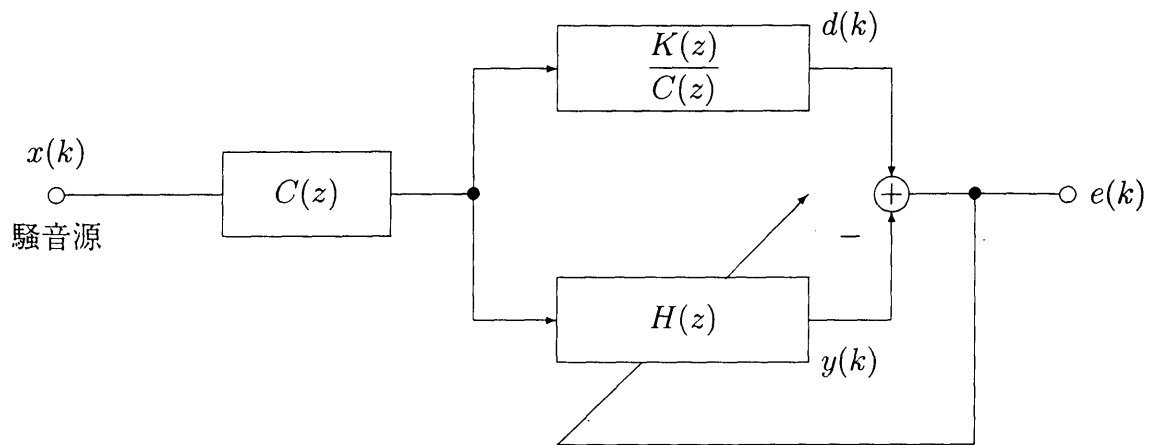 d(k)
K(z)
C(z)
x(k)
C(z)
騒音源
+
e(k)
−
H(z)
y(k)